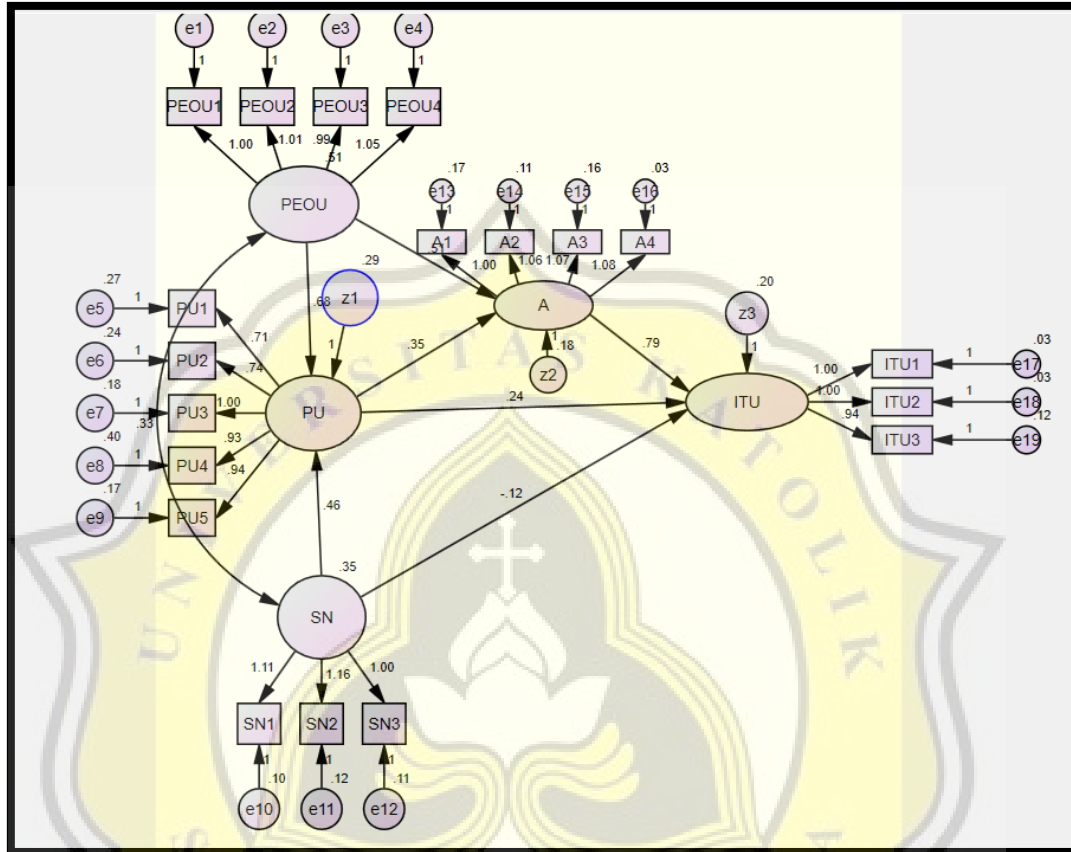 e1 e2 e3 e4
1 1 1 1
PEOU1 PEOU2 PEOU3 PEOU4
1.00 1.01 .99 1.05
.51
PEOU
.17 .11 .16 .03
e13 e14 e15 e16
1 1 1 1
A1 A2 A3 A4
.51 1.00 1.06 1.07 1.08
A
.29
z1
1
.68
.27
e5 1 PU1
.24
e6 1 PU2
.18
e7 1 PU3
.33
.40
e8 1 PU4
.17
e9 1 PU5
.71
.74
1.00
.93
.94
PU
.35
1
.18
z2
.20
z3
1
.79
.24
ITU
1.00
1.00
.94
ITU1 1 e17 .03
ITU2 1 e18 .03
ITU3 1 e19 .12
.46
-.12
.35
SN
1.11 1.16 1.00
SN1 SN2 SN3
1 1 1
.10 .12 .11
e10 e11 e12
UNIVERSITAS KATOLIK